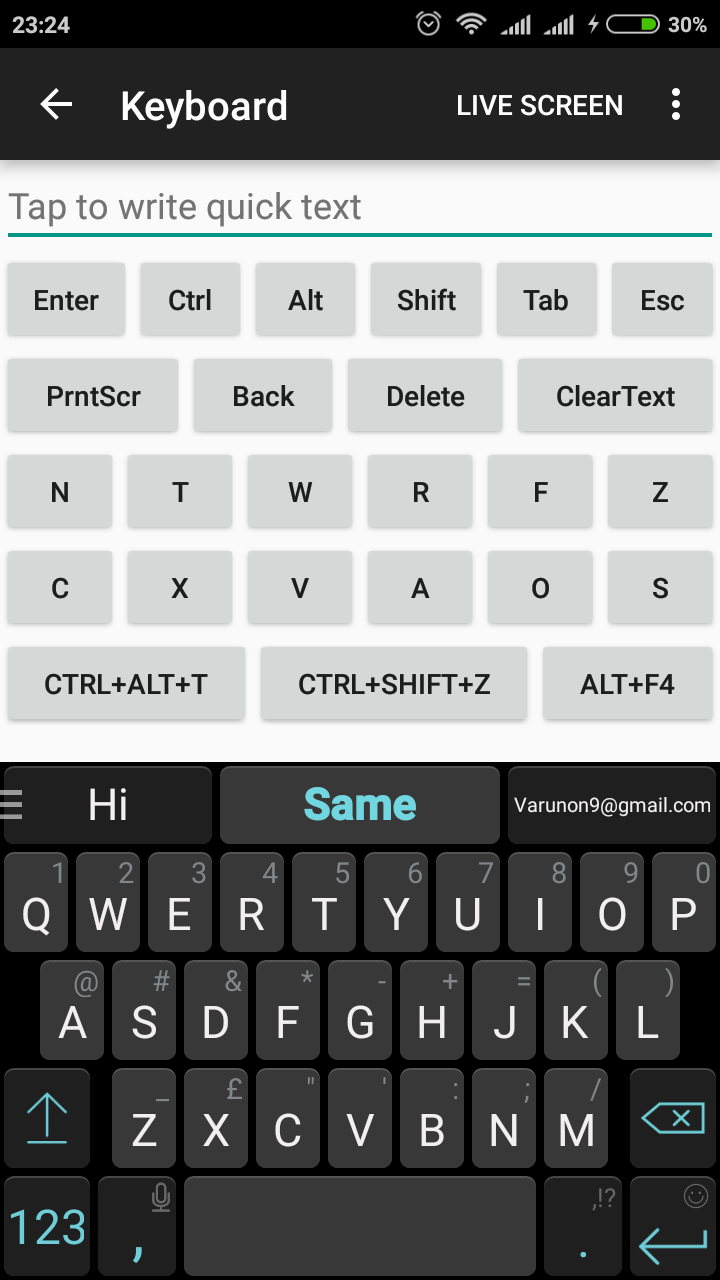 23:24 30%
Keyboard LIVE SCREEN
Tap to write quick text
Enter Ctrl Alt Shift Tab Esc
PrntScr Back Delete ClearText
N T W R F Z
C X V A O S
CTRL+ALT+T CTRL+SHIFT+Z ALT+F4
Hi Same Varunon9@gmail.com
1 2 3 4 5 6 7 8 9 0
Q W E R T Y U I O P
@ # & * - + = ( )
A S D F G H J K L
_ £ " ' : ; /
Z X C V B N M
,!?
123 , .